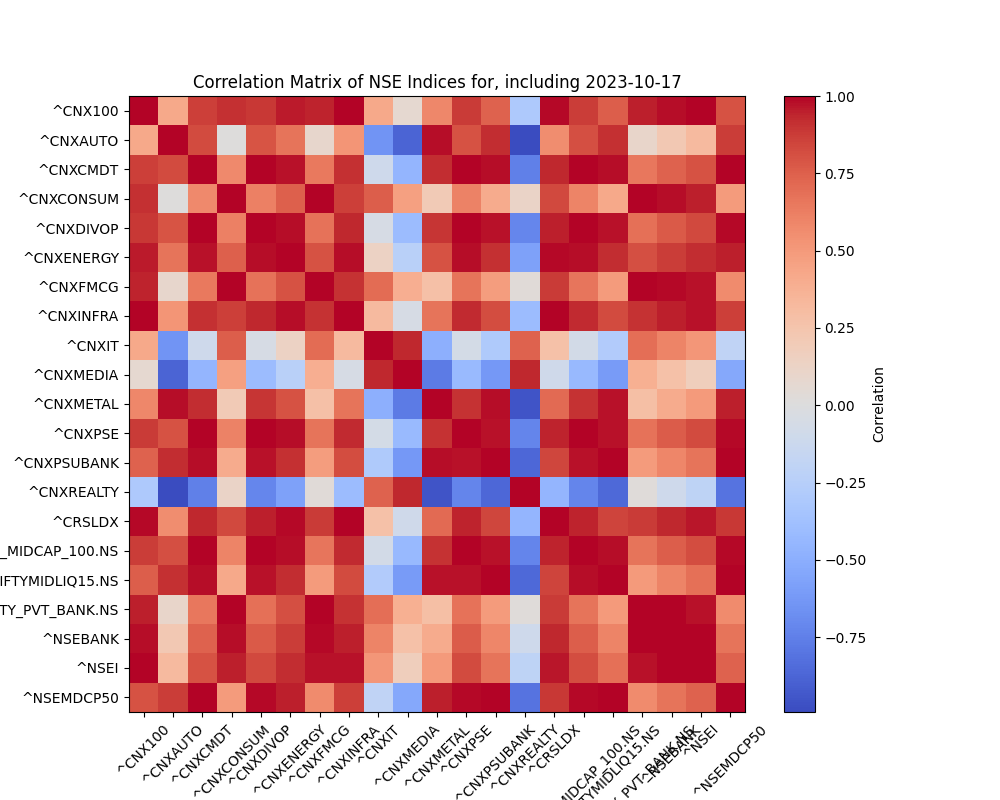 Correlation Matrix of NSE Indices for, including 2023-10-17
^CNX100
^CNXAUTO
^CNXCMDT
^CNXCONSUM
^CNXDIVOP
^CNXENERGY
^CNXFMCG
^CNXINFRA
^CNXIT
^CNXMEDIA
^CNXMETAL
^CNXPSE
^CNXPSUBANK
^CNXREALTY
^CRSLDX
_MIDCAP_100.NS
IFTYMIDLIQ15.NS
TY_PVT_BANK.NS
^NSEBANK
^NSEI
^NSEMDCP50
^CNX100
^CNXAUTO
^CNXCMDT
^CNXCONSUM
^CNXDIVOP
^CNXENERGY
^CNXFMCG
^CNXINFRA
^CNXIT
^CNXMEDIA
^CNXMETAL
^CNXPSE
^CNXPSUBANK
^CNXREALTY
^CRSLDX
MIDCAP_100.NS
TYMIDLIQ15.NS
_PVT_BANK.NS
^NSEBANK
^NSEI
^NSEMDCP50
1.00
0.75
0.50
0.25
0.00
−0.25
−0.50
−0.75
Correlation